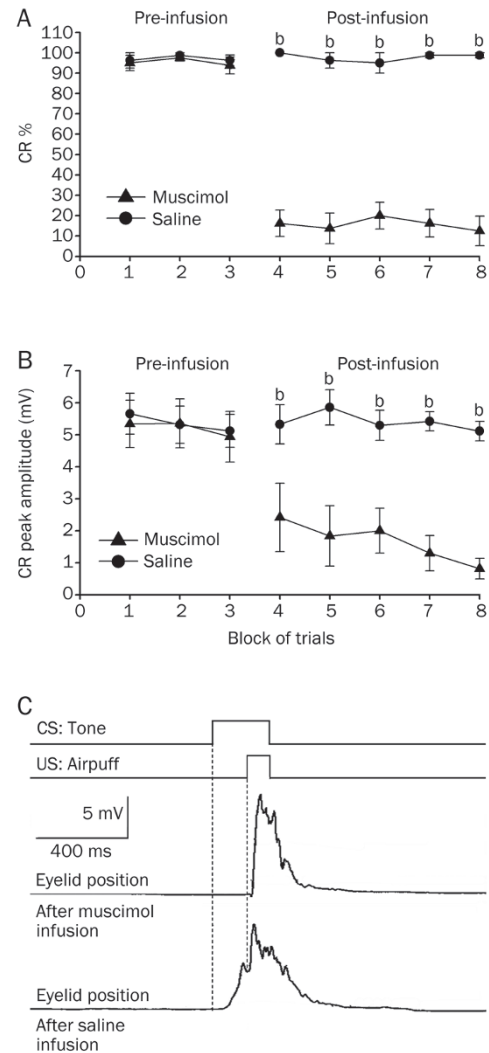 A
Pre-infusion Post-infusion
110
100
90
80
70
60
50
40
30
20
10
0
CR %
b b b b b
Muscimol
Saline
0 1 2 3 4 5 6 7 8
B
Pre-infusion Post-infusion
7
6
5
4
3
2
1
0
CR peak amplitude (mV)
b b b b b
Muscimol
Saline
0 1 2 3 4 5 6 7 8
Block of trials
C
CS: Tone
US: Airpuff
5 mV
400 ms
Eyelid position
After muscimol
infusion
Eyelid position
After saline
infusion